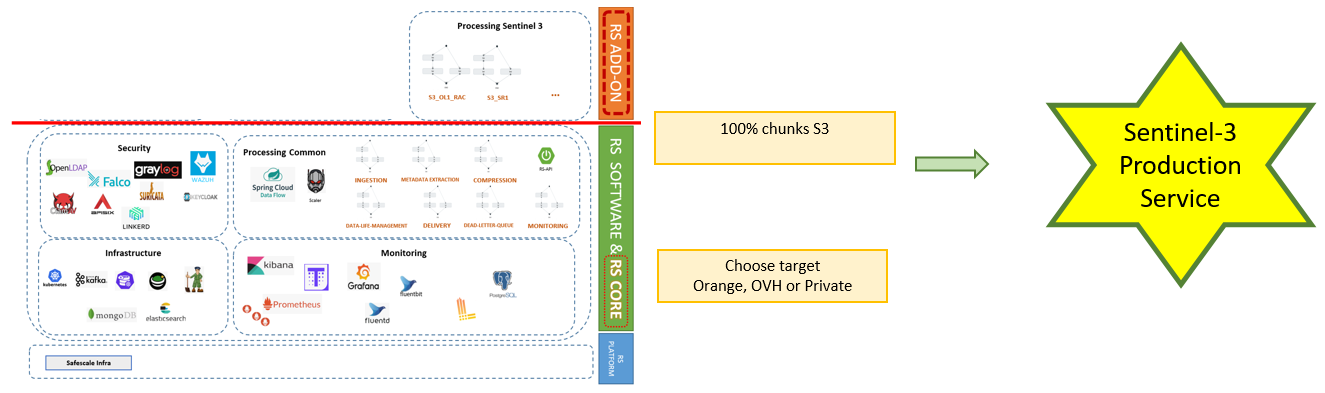 Processing Sentinel 3
S3_OL1_RAC
S3_SR1
...
RS ADD-ON
Security
OpenLDAP
Falco
graylog
WAZUH
ClamAV
APISIX
SURICATA
KEYCLOAK
LINKERD
Processing Common
Spring Cloud
Data Flow
Scaler
INGESTION
METADATA EXTRACTION
COMPRESSION
RS-API
DATA-LIFE-MANAGEMENT
DELIVERY
DEAD-LETTER-QUEUE
MONITORING
Infrastructure
kubernetes
kafka
mongoDB
elasticsearch
Monitoring
kibana
Prometheus
Grafana
fluentbit
fluentd
PostgreSQL
RS SOFTWARE & RS CORE
Safescale Infra
RS
PLATFORM
100% chunks S3
Choose target
Orange, OVH or Private
Sentinel-3
Production
Service